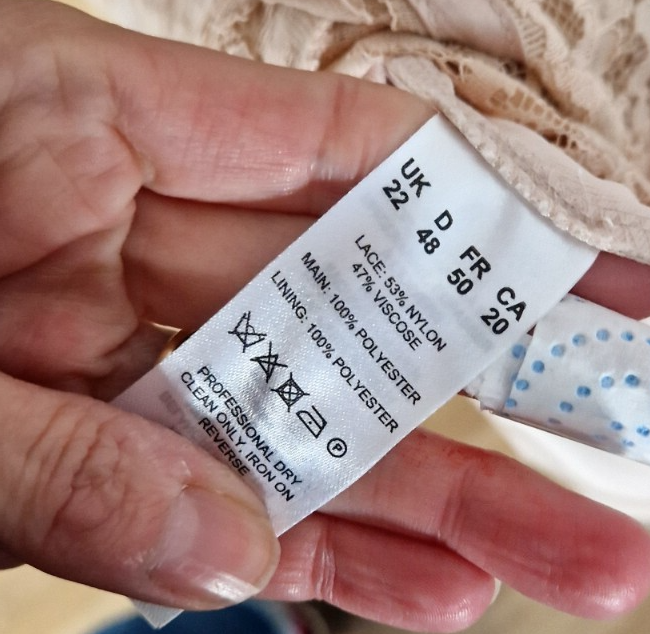 UK D FR CA
22 48 50 20
LACE: 53% NYLON
47% VISCOSE
MAIN: 100% POLYESTER
LINING: 100% POLYESTER
P
PROFESSIONAL DRY
CLEAN ONLY. IRON ON
REVERSE